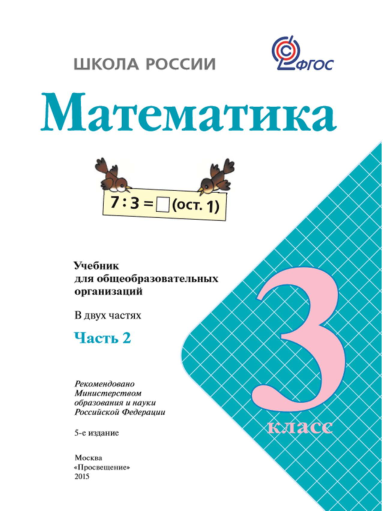 ШКОЛА РОССИИ
ФГОС
Математика
7 : 3 = (ост. 1)
Учебник
для общеобразовательных
организаций
В двух частях
Часть 2
3
класс
Рекомендовано
Министерством
образования и науки
Российской Федерации
5-е издание
Москва
«Просвещение»
2015